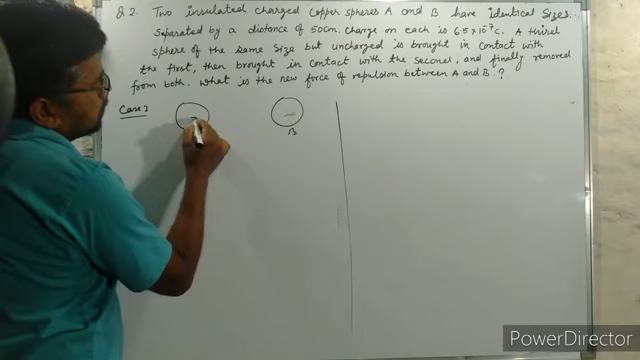 Q 2. Two insulated charged copper spheres A and B have identical sizes..
Separated by a distance of 50cm. Charge on each is 6.5 x 10⁷ C. A third
sphere of the same size but uncharged is brought in contact with
the first, then brought in contact with the second, and finally removed
from both. What is the new force of repulsion between A and B.?
Case I
B
PowerDirector